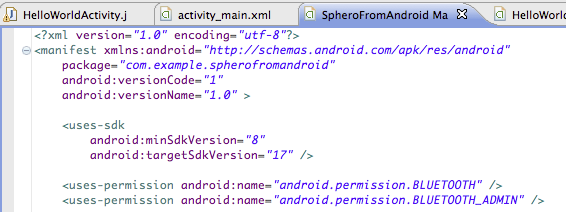 HelloWorldActivity.j activity_main.xml SpheroFromAndroid Ma HelloWorld
<?xml version="1.0" encoding="utf-8"?>
<manifest xmlns:android="http://schemas.android.com/apk/res/android"
package="com.example.spherofromandroid"
android:versionCode="1"
android:versionName="1.0" >
<uses-sdk
android:minSdkVersion="8"
android:targetSdkVersion="17" />
<uses-permission android:name="android.permission.BLUETOOTH" />
<uses-permission android:name="android.permission.BLUETOOTH_ADMIN" />